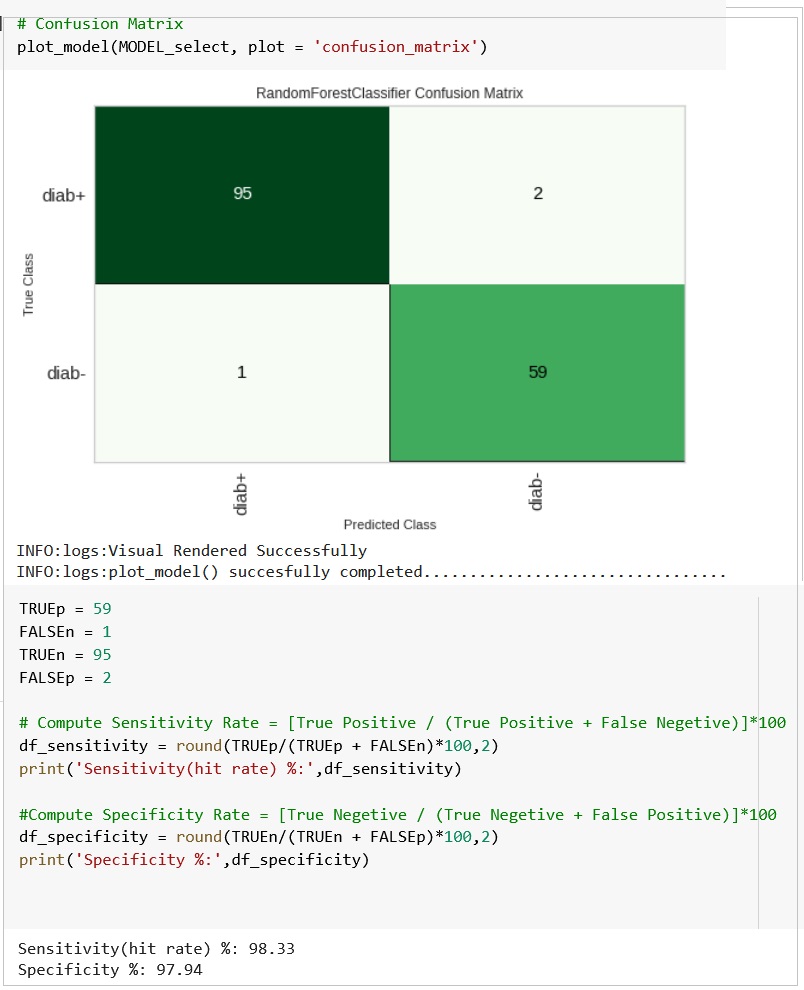 # Confusion Matrix
plot_model(MODEL_select, plot = 'confusion_matrix')
RandomForestClassifier Confusion Matrix
diab+
95
2
True Class
diab-
1
59
diab+
diab-
Predicted Class
INFO:logs:Visual Rendered Successfully
INFO:logs:plot_model() succesfully completed................................
TRUEp = 59
FALSEn = 1
TRUEn = 95
FALSEp = 2
# Compute Sensitivity Rate = [True Positive / (True Positive + False Negetive)]*100
df_sensitivity = round(TRUEp/(TRUEp + FALSEn)*100,2)
print('Sensitivity(hit rate) %:',df_sensitivity)
#Compute Specificity Rate = [True Negetive / (True Negetive + False Positive)]*100
df_specificity = round(TRUEn/(TRUEn + FALSEp)*100,2)
print('Specificity %:',df_specificity)
Sensitivity(hit rate) %: 98.33
Specificity %: 97.94